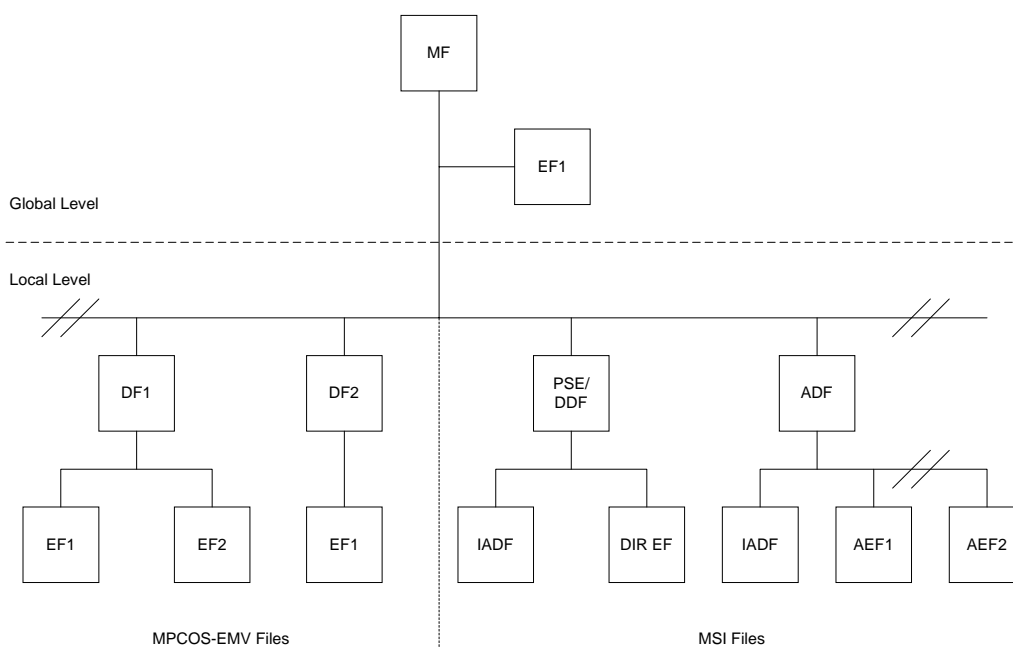 MF
EF1
Global Level
Local Level
DF1
DF2
PSE/
DDF
ADF
EF1
EF2
EF1
IADF
DIR EF
IADF
AEF1
AEF2
MPCOS-EMV Files
MSI Files